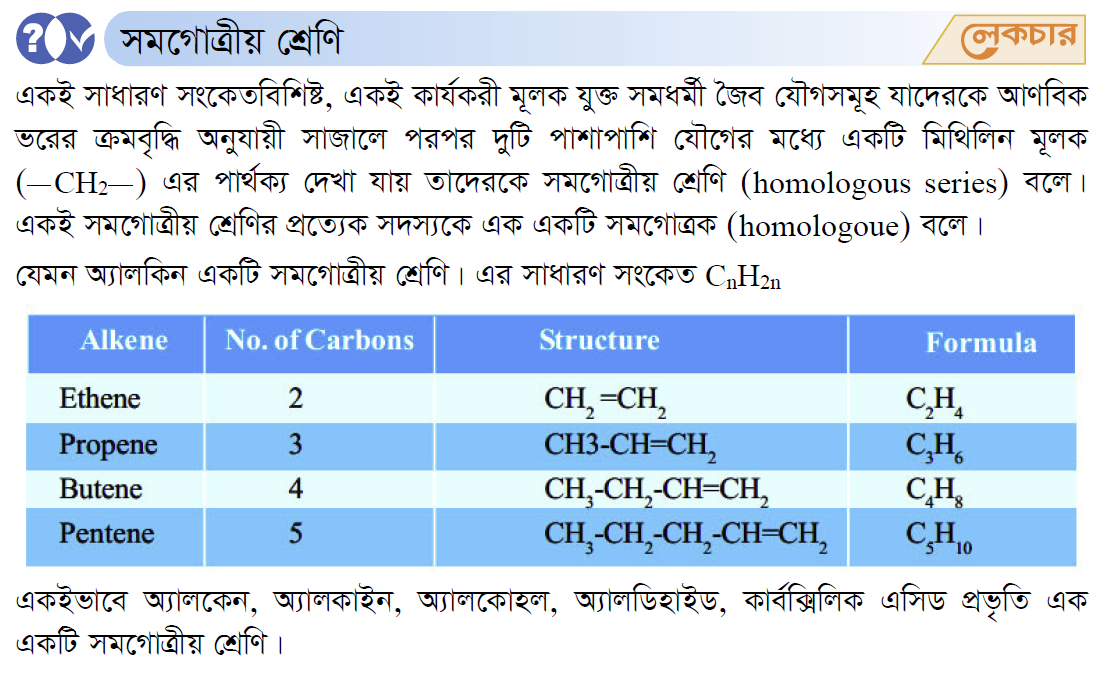 ?
সমগোত্রীয় শ্রেণি
লেকচার
একই সাধারণ সংকেতবিশিষ্ট, একই কার্যকরী মূলক যুক্ত সমধর্মী জৈব যৌগসমূহ যাদেরকে আণবিক
ভরের ক্রমবৃদ্ধি অনুযায়ী সাজালে পরপর দুটি পাশাপাশি যৌগের মধ্যে একটি মিথিলিন মূলক
(—CH₂—) এর পার্থক্য দেখা যায় তাদেরকে সমগোত্রীয় শ্রেণি (homologous series) বলে।
একই সমগোত্রীয় শ্রেণির প্রত্যেক সদস্যকে এক একটি সমগোত্রক (homologoue) বলে।
যেমন অ্যালকিন একটি সমগোত্রীয় শ্রেণি। এর সাধারণ সংকেত CₙH₂ₙ
Alkene No. of Carbons Structure Formula
Ethene 2 CH₂ =CH₂ C₂H₄
Propene 3 CH3-CH=CH₂ C₃H₆
Butene 4 CH₃-CH₂-CH=CH₂ C₄H₈
Pentene 5 CH₃-CH₂-CH₂-CH=CH₂ C₅H₁₀
একইভাবে অ্যালকেন, অ্যালকাইন, অ্যালকোহল, অ্যালডিহাইড, কার্বক্সিলিক এসিড প্রভৃতি এক
একটি সমগোত্রীয় শ্রেণি।